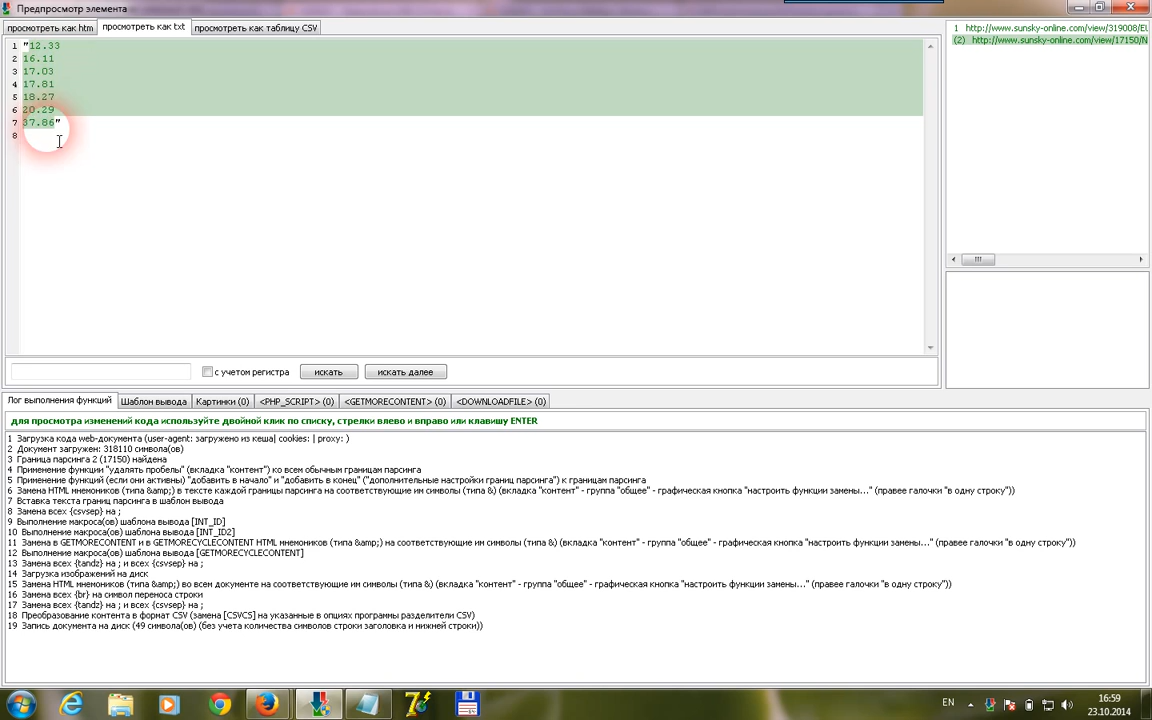 Предпросмотр элемента
просмотреть как htm
просмотреть как txt
просмотреть как таблицу CSV
1 "12.33
2 16.11
3 17.03
4 17.81
5 18.27
6 20.29
7 37.86"
8
1 http://www.sunsky-online.com/view/319008/EU
(2) http://www.sunsky-online.com/view/17150/N
с учетом регистра
искать
искать далее
Лог выполнения функций
Шаблон вывода
Картинки (0)
<PHP_SCRIPT> (0)
<GETMORECONTENT> (0)
<DOWNLOADFILE> (0)
для просмотра изменений кода используйте двойной клик по списку, стрелки влево и вправо или клавишу ENTER
1 Загрузка кода web-документа (user-agent: загружено из кеша| cookies: | proxy: )
2 Документ загружен: 318110 символа(ов)
3 Граница парсинга 2 (17150) найдена
4 Применение функции "удалять пробелы" (вкладка "контент") ко всем обычным границам парсинга
5 Применение функций (если они активны) "добавить в начало" и "добавить в конец" ("дополнительные настройки границ парсинга") к границам парсинга
6 Замена HTML мнемоников (типа &amp;) в тексте каждой границы парсинга на соответствующие им символы (типа &) (вкладка "контент" - группа "общее" - графическая кнопка "настроить функции замены..." (правее галочки "в одну строку"))
7 Вставка текста границ парсинга в шаблон вывода
8 Замена всех {csvsep} на ;
9 Выполнение макроса(ов) шаблона вывода [INT_ID]
10 Выполнение макроса(ов) шаблона вывода [INT_ID2]
11 Замена в GETMORECONTENT и в GETMORECYCLECONTENT HTML мнемоников (типа &amp;) на соответствующие им символы (типа &) (вкладка "контент" - группа "общее" - графическая кнопка "настроить функции замены..." (правее галочки "в одну строку"))
12 Выполнение макроса(ов) шаблона вывода [GETMORECYCLECONTENT]
13 Замена всех {tandz} на ; и всех {csvsep} на ;
14 Загрузка изображений на диск
15 Замена HTML мнемоников (типа &amp;) во всем документе на соответствующие им символы (типа &) (вкладка "контент" - группа "общее" - графическая кнопка "настроить функции замены..." (правее галочки "в одну строку"))
16 Замена всех {br} на символ переноса строки
17 Замена всех {tandz} на ; и всех {csvsep} на ;
18 Преобразование контента в формат CSV (замена [CSVCS] на указанные в опциях программы разделители CSV)
19 Запись документа на диск (49 символа(ов) (без учета количества символов строки заголовка и нижней строки))
EN
16:59
23.10.2014